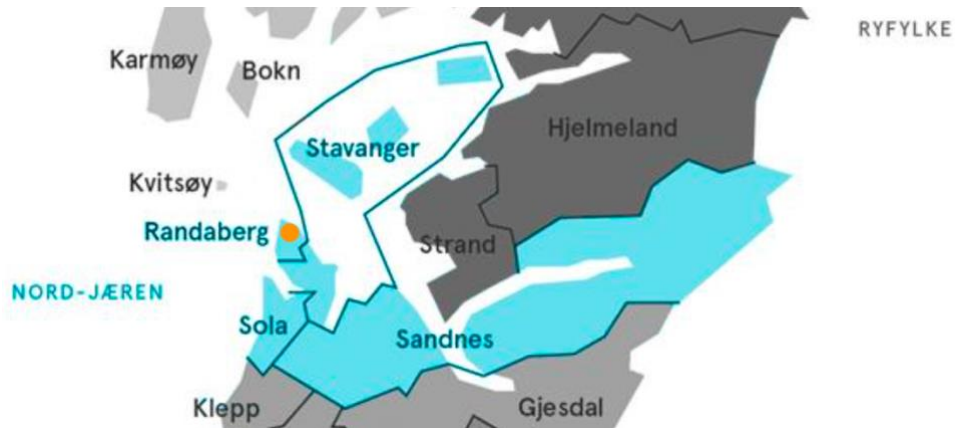 RYFYLKE
Karmøy
Bokn
Hjelmeland
Stavanger
Kvitsøy
Randaberg
Strand
NORD-JÆREN
Sola
Sandnes
Klepp
Gjesdal